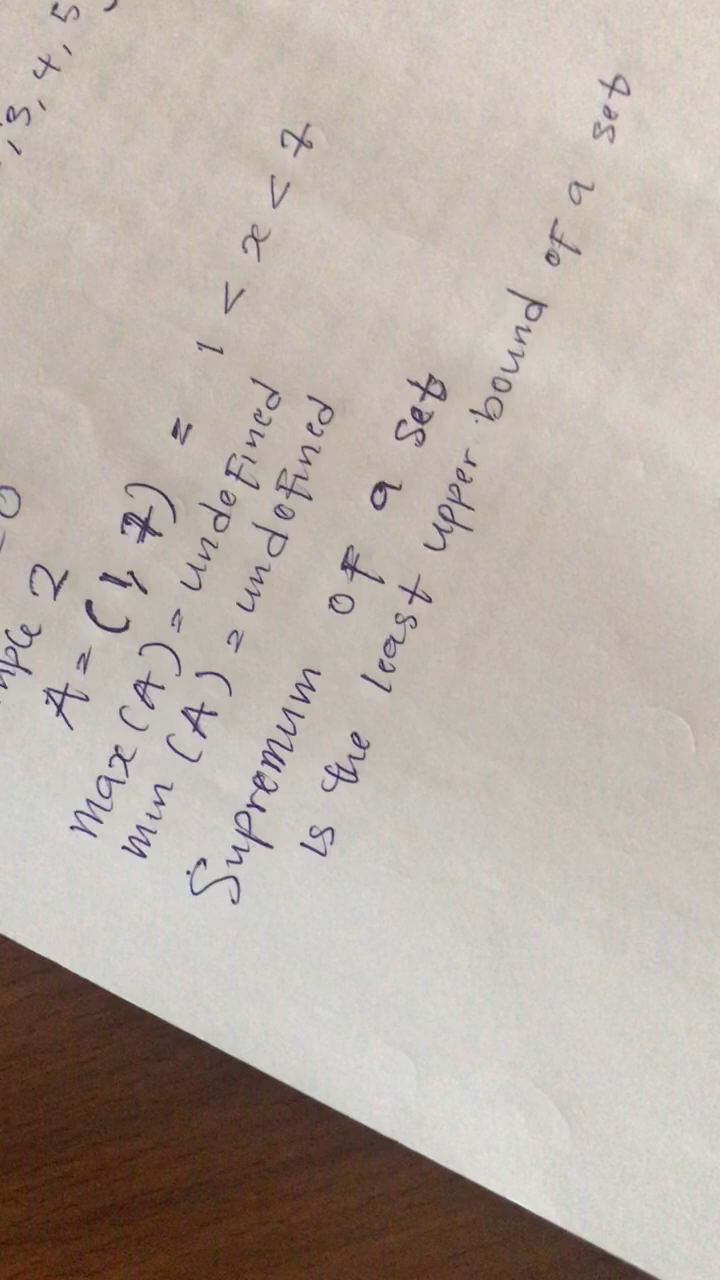 , 3, 4, 5,
2
A = (1, 7) = 1 < x < 7
max (A) = undefined
min (A) = undefined
Supremum of a set
is the least upper bound of a set